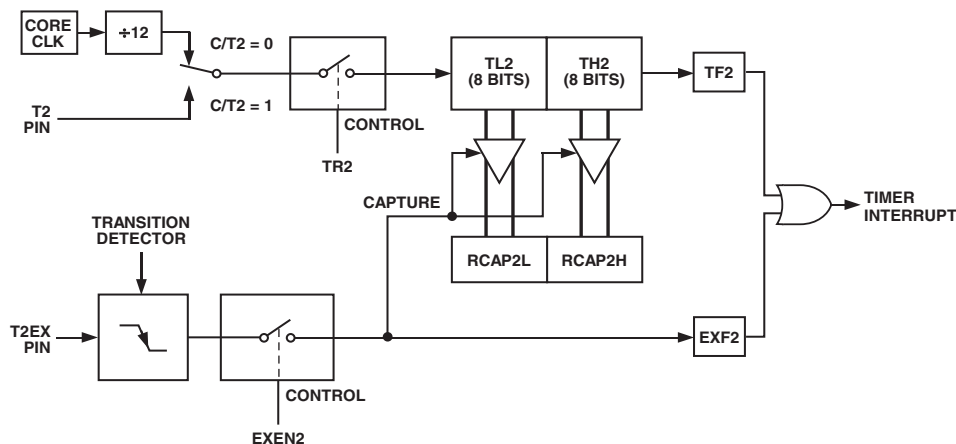 CORE
CLK
÷12
C/T2 = 0
C/T2 = 1
T2
PIN
CONTROL
TR2
TL2
(8 BITS)
TH2
(8 BITS)
TF2
CAPTURE
RCAP2L
RCAP2H
TIMER
INTERRUPT
TRANSITION
DETECTOR
T2EX
PIN
CONTROL
EXEN2
EXF2